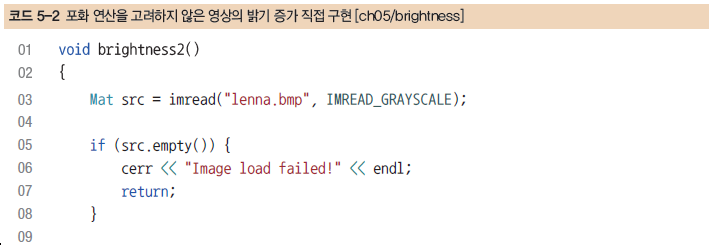 코드 5-2 포화 연산을 고려하지 않은 영상의 밝기 증가 직접 구현 [ch05/brightness]
01 void brightness2()
02 {
03     Mat src = imread("lenna.bmp", IMREAD_GRAYSCALE);
04
05     if (src.empty()) {
06         cerr << "Image load failed!" << endl;
07         return;
08     }
09